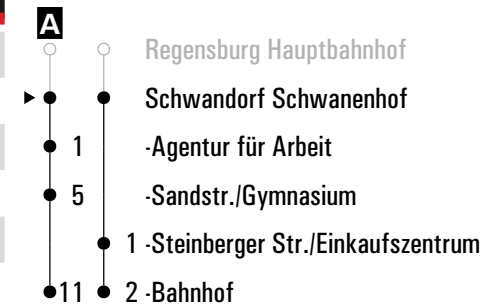 A
Regensburg Hauptbahnhof
Schwandorf Schwanenhof
1 -Agentur für Arbeit
5 -Sandstr./Gymnasium
1 -Steinberger Str./Einkaufszentrum
11 2 -Bahnhof